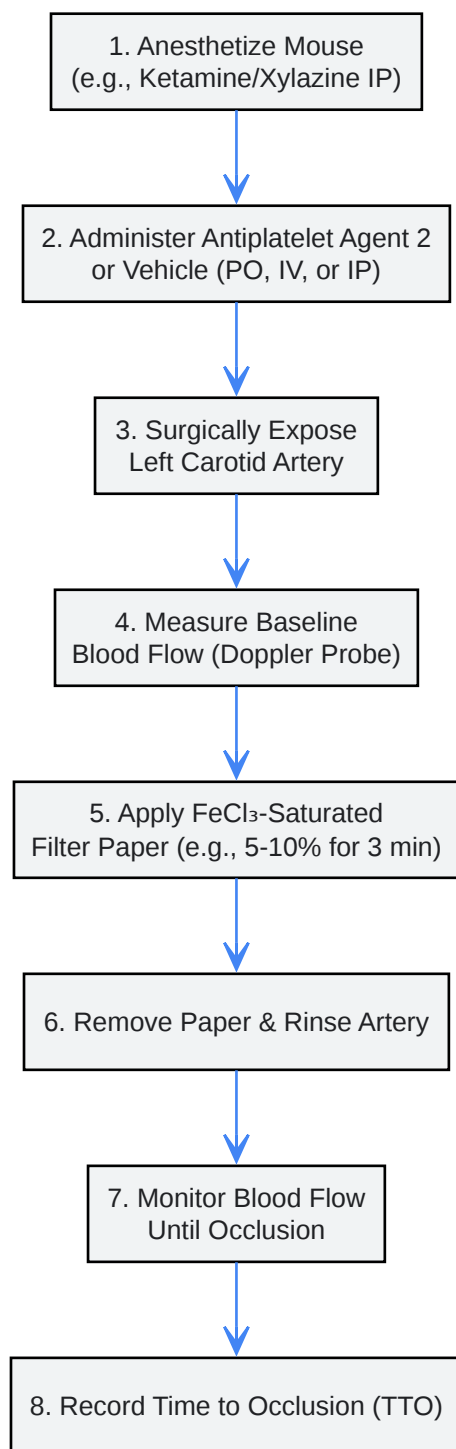 1. Anesthetize Mouse
(e.g., Ketamine/Xylazine IP)
2. Administer Antiplatelet Agent 2
or Vehicle (PO, IV, or IP)
3. Surgically Expose
Left Carotid Artery
4. Measure Baseline
Blood Flow (Doppler Probe)
5. Apply FeCl₃-Saturated
Filter Paper (e.g., 5-10% for 3 min)
6. Remove Paper & Rinse Artery
7. Monitor Blood Flow
Until Occlusion
8. Record Time to Occlusion (TTO)